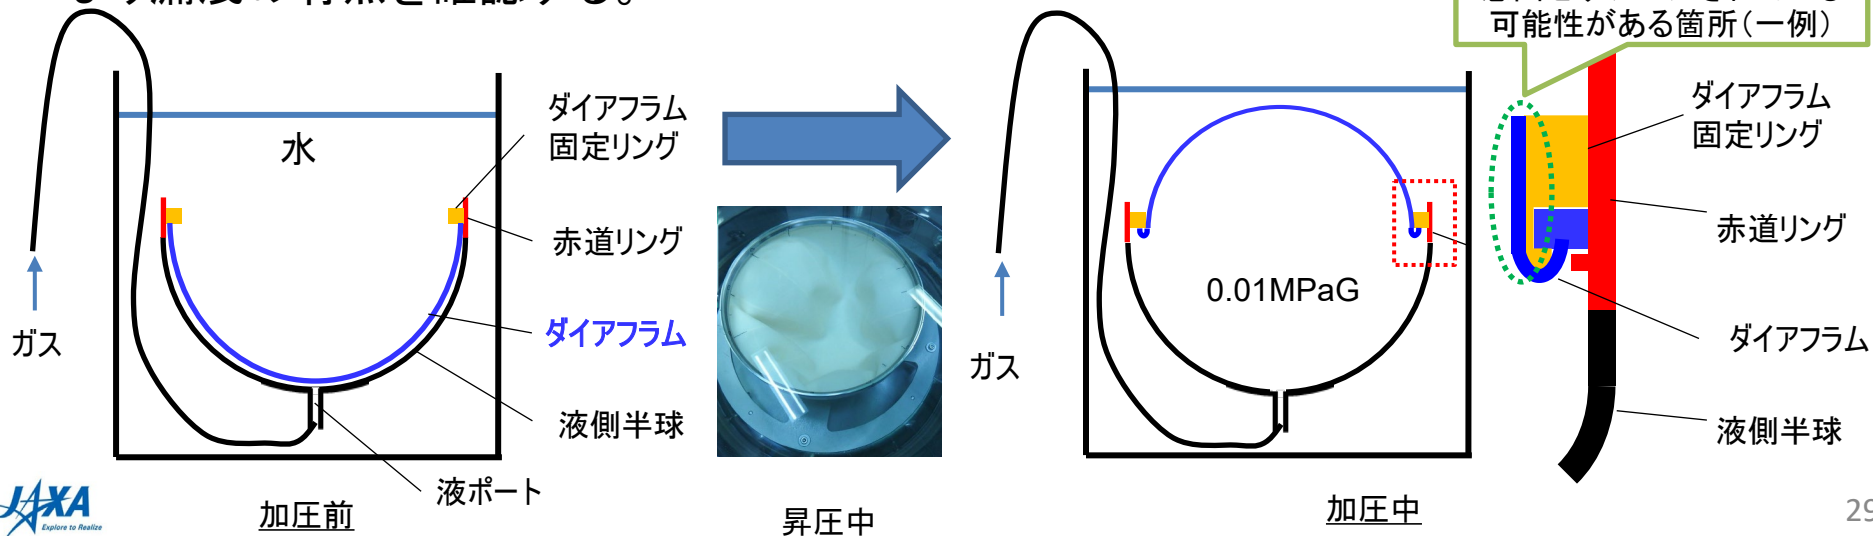 可能性がある箇所(一例)
水
ダイアフラム
固定リング
赤道リング
ダイアフラム
液側半球
液ポート
ガス
加圧前
昇圧中
ガス
0.01MPaG
加圧中
ダイアフラム
固定リング
赤道リング
ダイアフラム
液側半球
JAXA
Explore to Realize
29